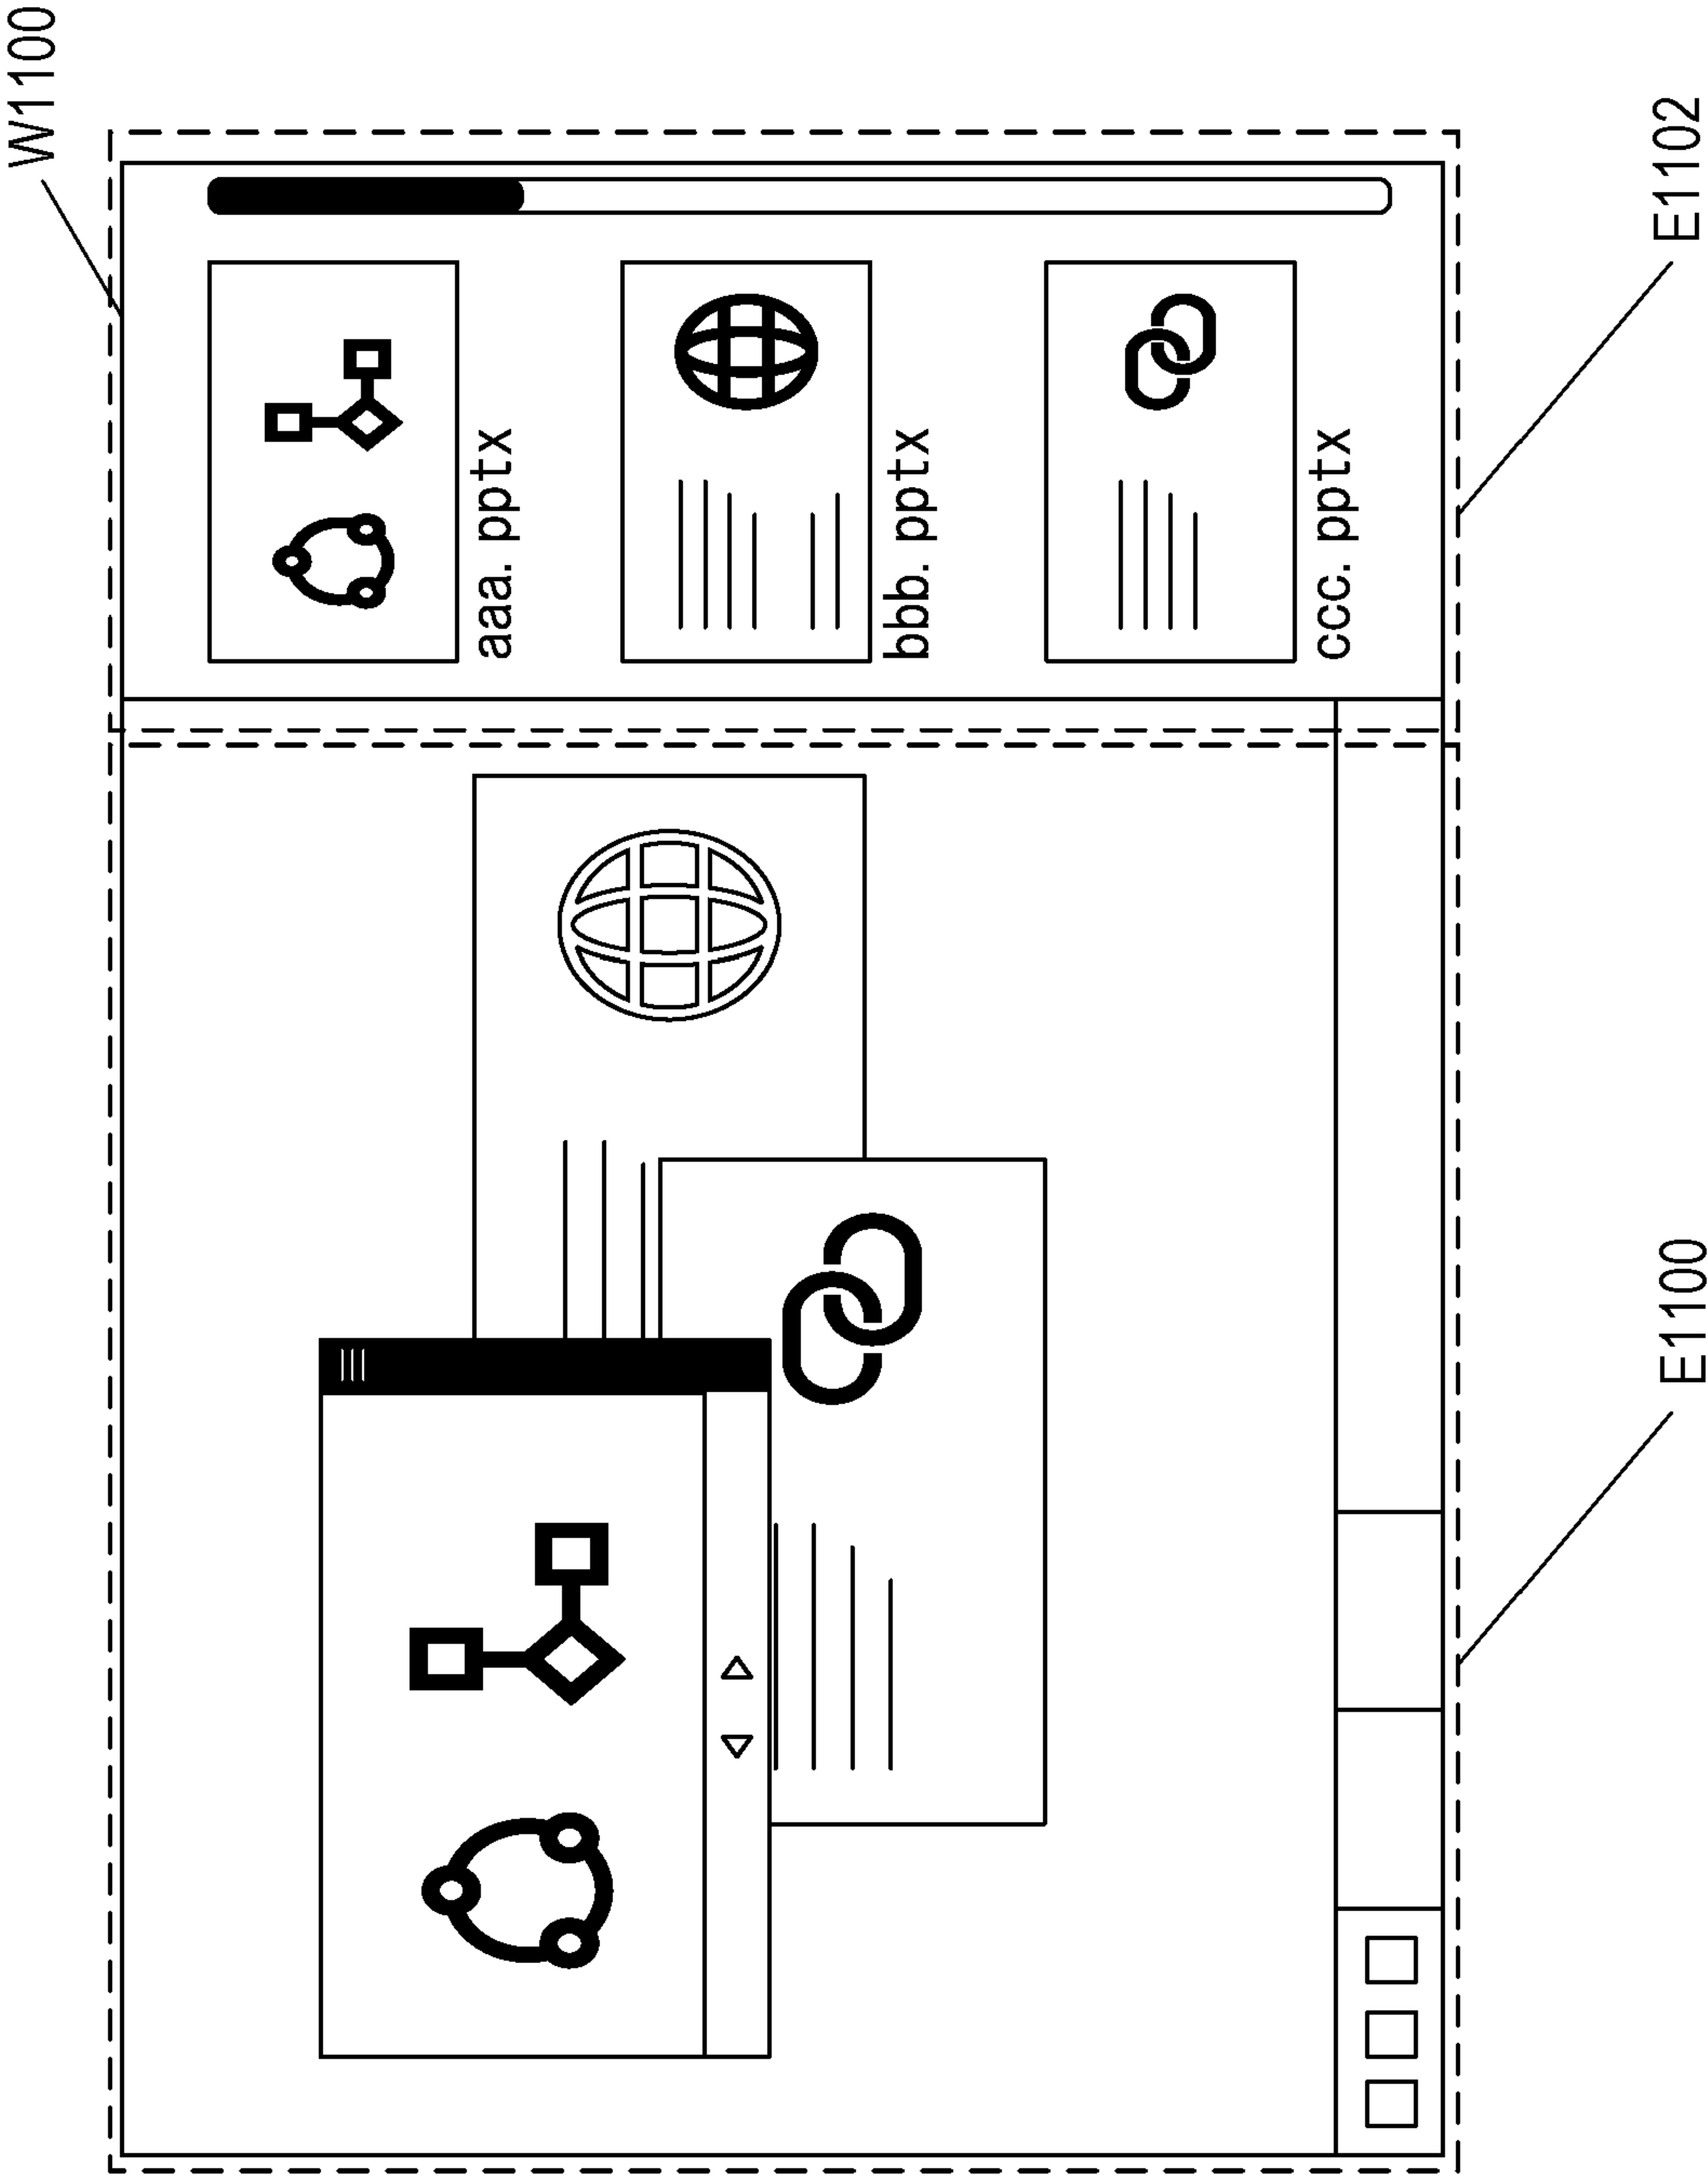 W1100
aaa. pptx
bbb. pptx
ccc. pptx
E1100
E1102